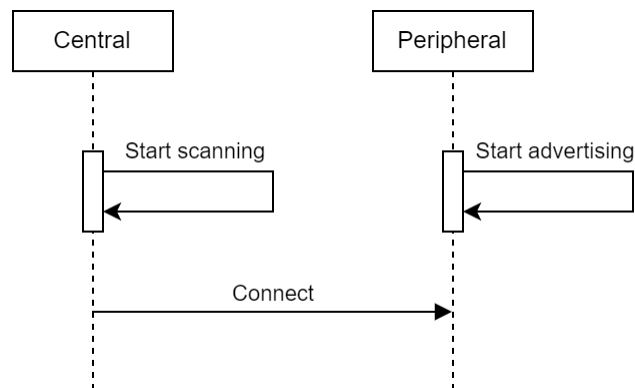 Central
Peripheral
Start scanning
Start advertising
Connect